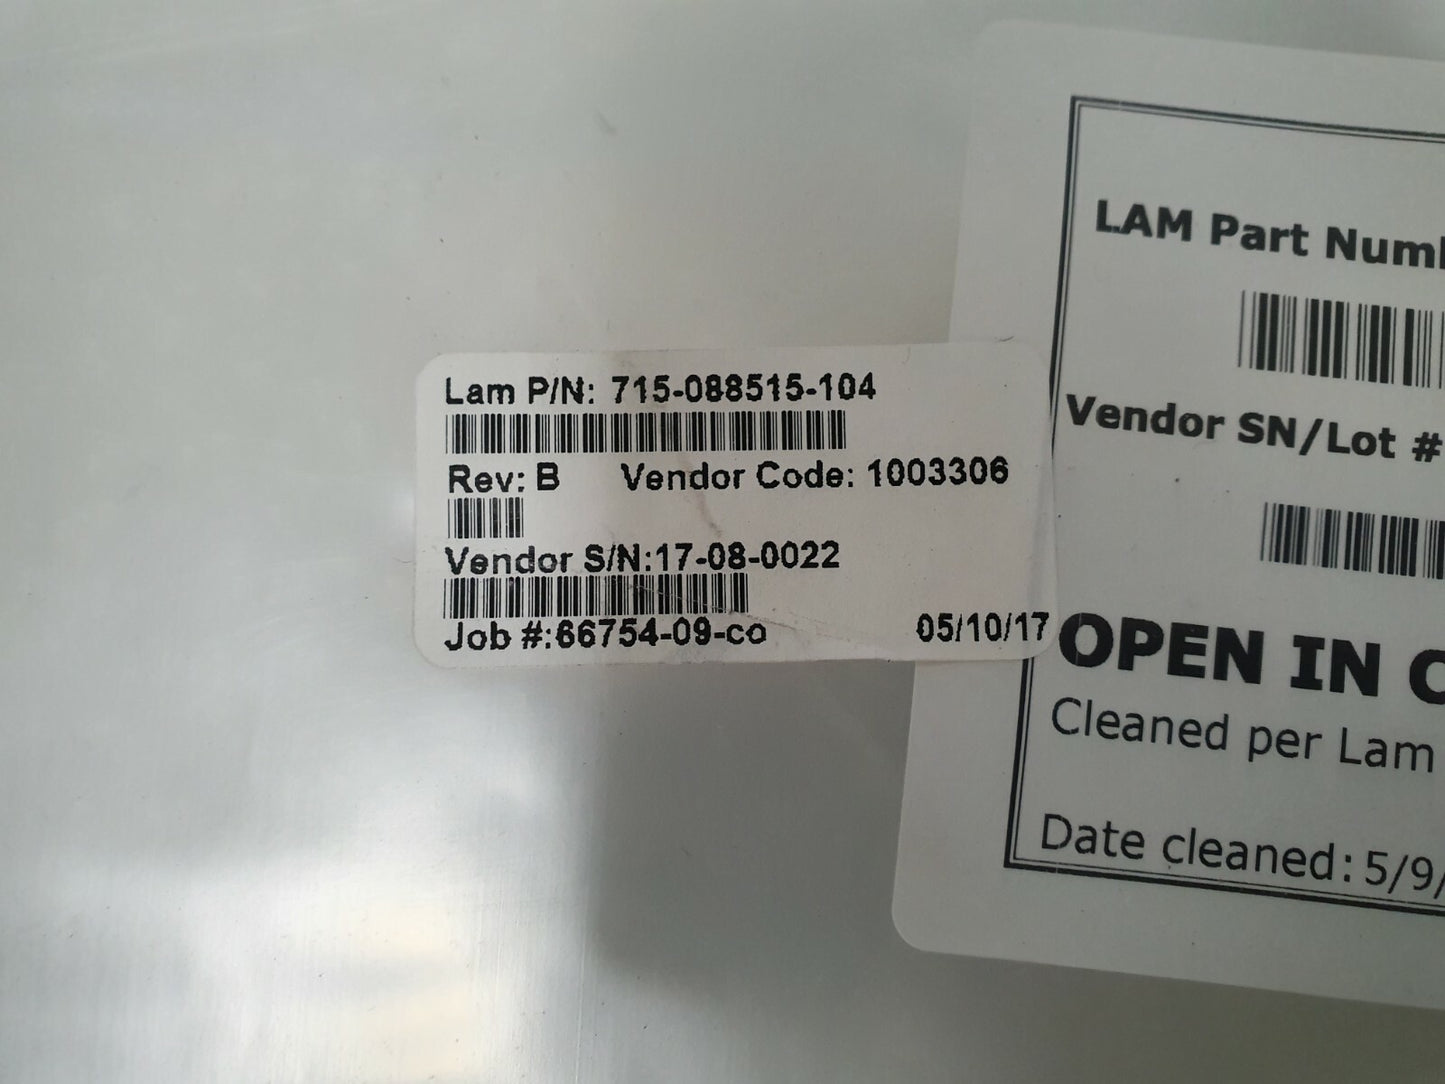 Lam P/N: 715-088515-104
Rev: B Vendor Code: 1003306
Vendor S/N:17-08-0022
Job #:66754-09-co 05/10/17
LAM Part Numb
Vendor SN/Lot #
OPEN IN C
Cleaned per Lam
Date cleaned: 5/9/